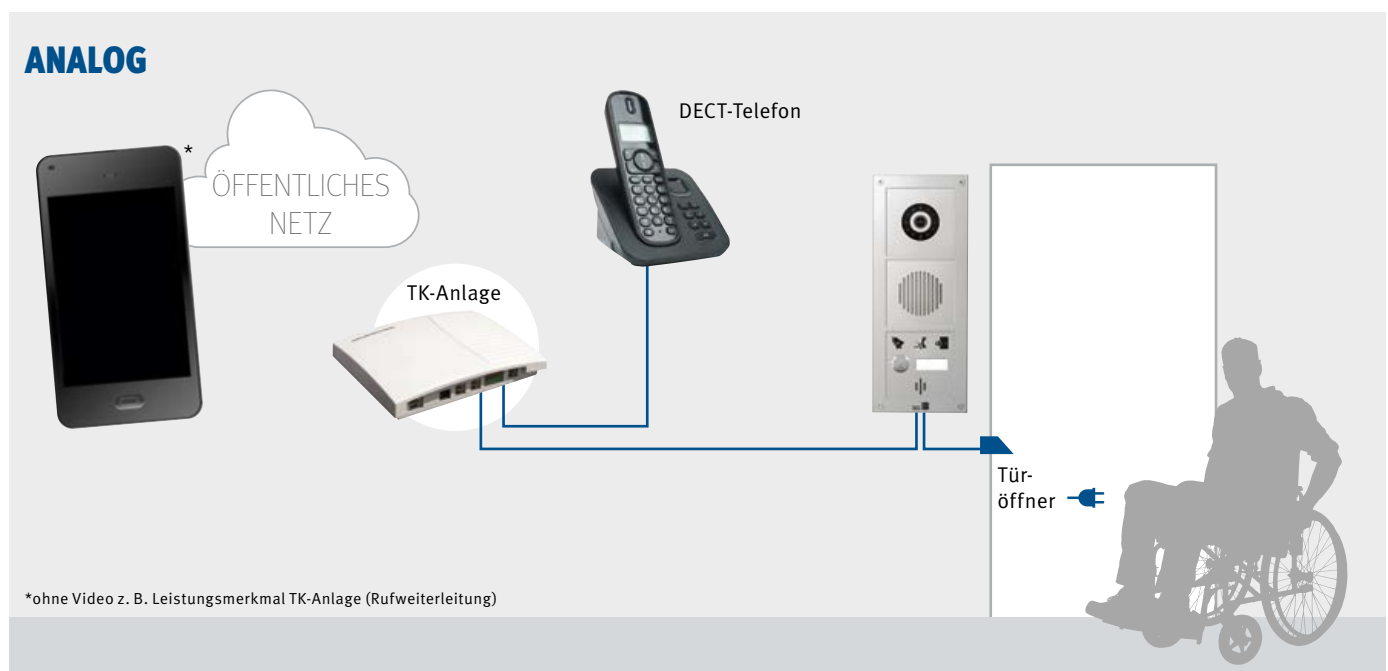 ANALOG
*
ÖFFENTLICHES
NETZ
DECT-Telefon
TK-Anlage
Tür-
öffner
*ohne Video z. B. Leistungsmerkmal TK-Anlage (Rufweiterleitung)